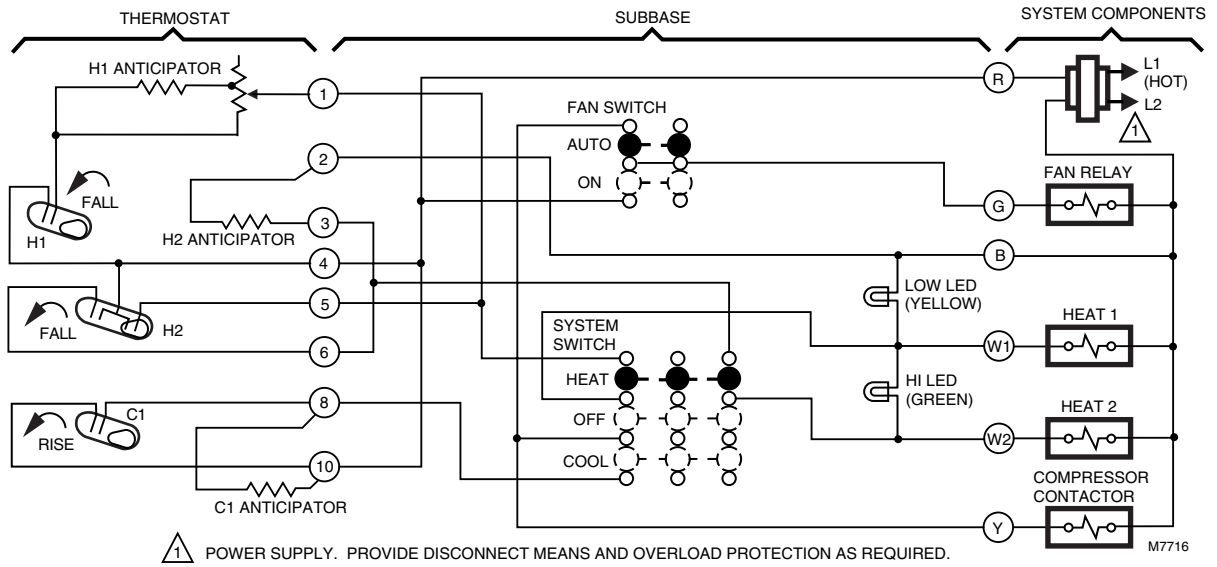 THERMOSTAT
SUBBASE
SYSTEM COMPONENTS
H1 ANTICIPATOR
1
R
L1
(HOT)
L2
1
FAN SWITCH
AUTO
ON
2
FAN RELAY
G
FALL
H1
3
H2 ANTICIPATOR
4
B
LOW LED
(YELLOW)
5
FALL
H2
6
SYSTEM
SWITCH
HEAT
OFF
COOL
HEAT 1
W1
HI LED
(GREEN)
HEAT 2
W2
8
C1
RISE
10
C1 ANTICIPATOR
COMPRESSOR
CONTACTOR
Y
1 POWER SUPPLY. PROVIDE DISCONNECT MEANS AND OVERLOAD PROTECTION AS REQUIRED.
M7716